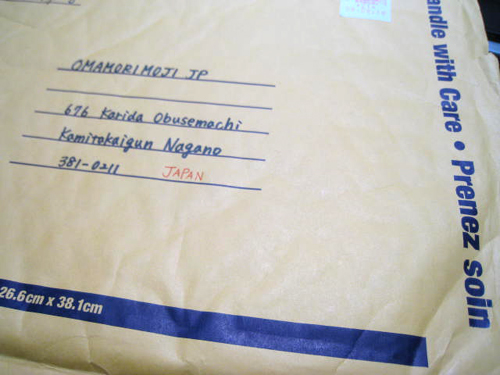 OMAMORIMOJI JP
676 Karida Obusemachi
Kamitakaigun Nagano
381-0211 JAPAN
andle with Care • Prenez soin
26.6cm x 38.1cm